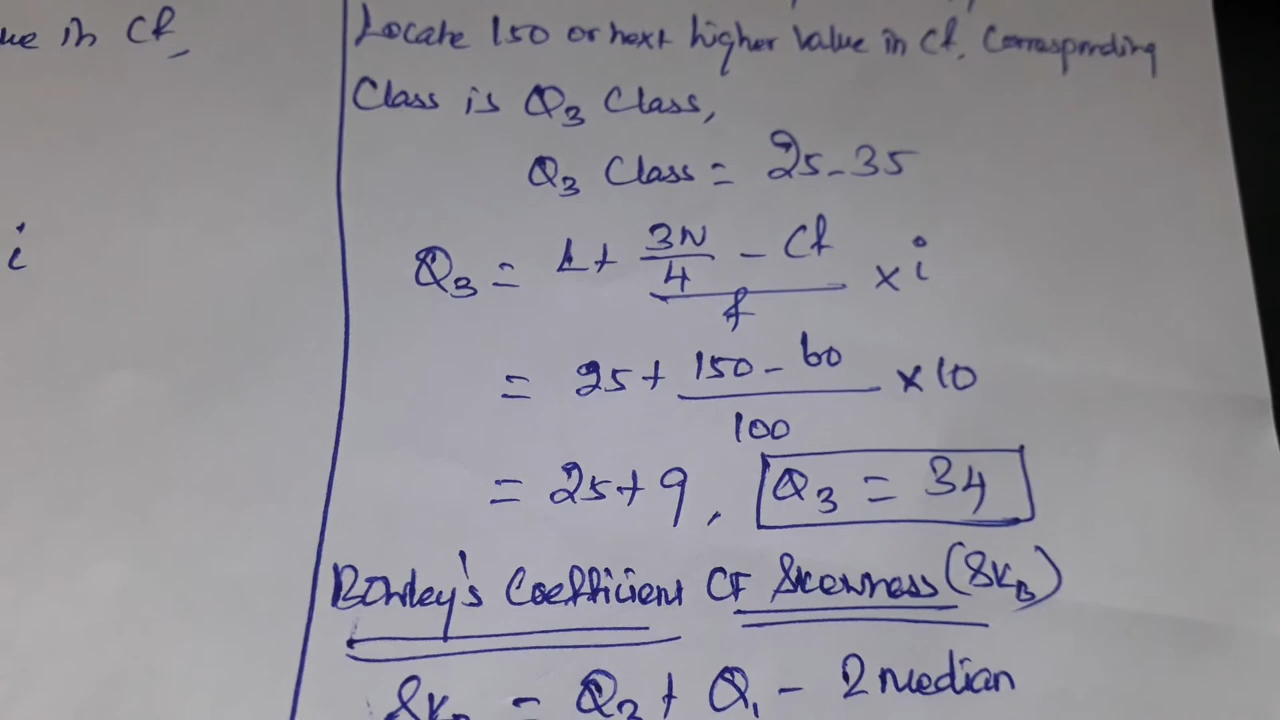 ue in Cf,
i
Locate 150 or next higher value in Cf. Corresponding
Class is Q3 Class,
Q3 Class = 25-35
Q3 = L + 3N/4 - Cf / f × i
= 25 + 150 - 60 / 100 × 10
= 25 + 9, Q3 = 34
Bowley's Coefficient OF Skewness (SKB)
SKB = Q3 + Q1 - 2 median